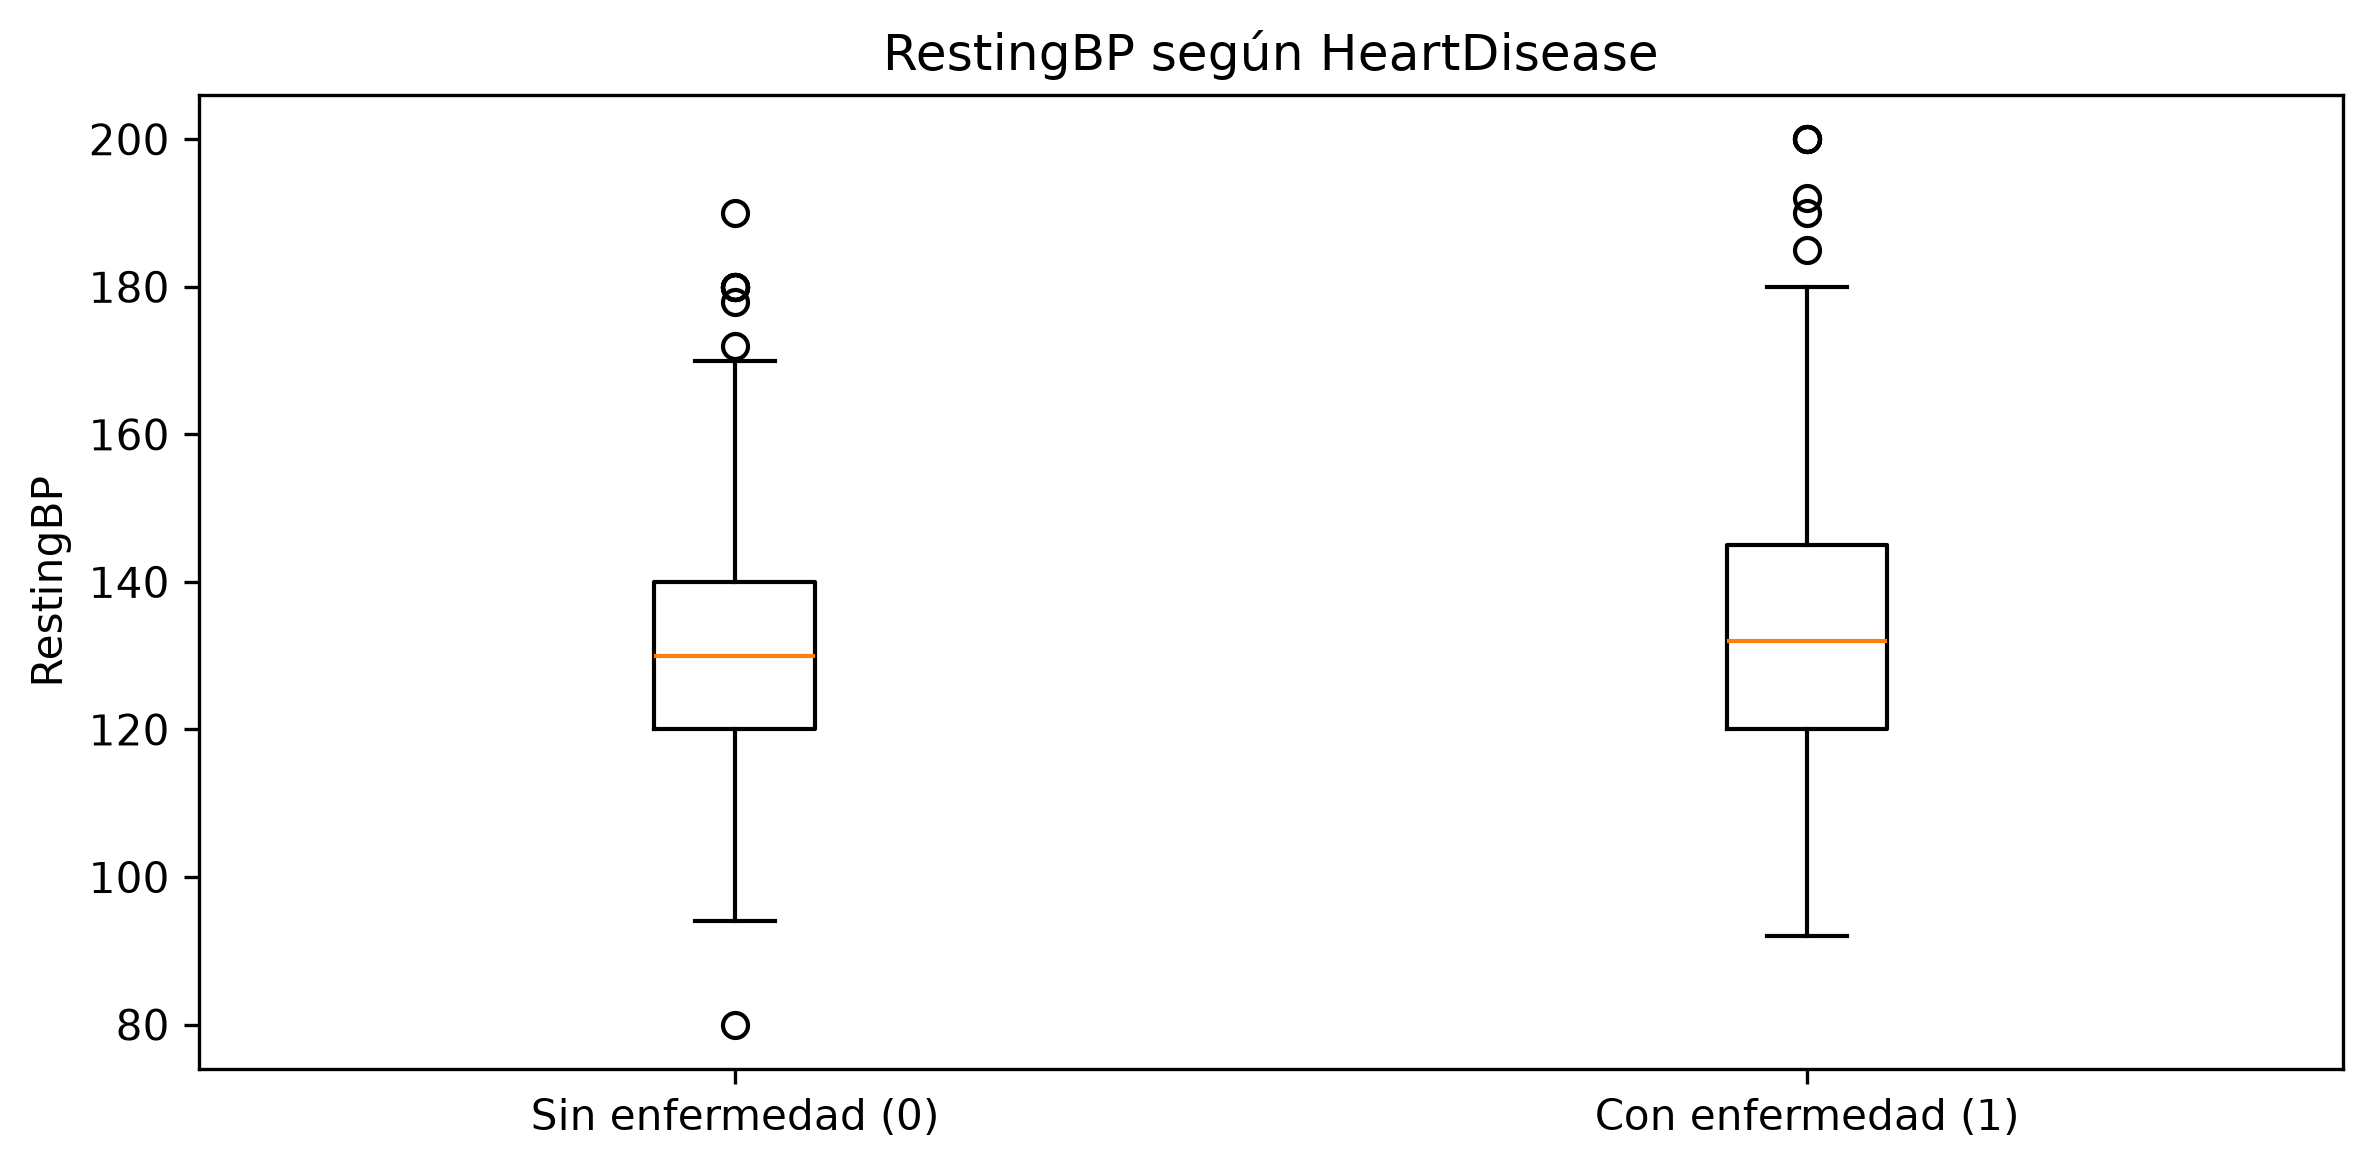 RestingBP según HeartDisease
200
180
160
140
120
100
80
RestingBP
Sin enfermedad (0)
Con enfermedad (1)